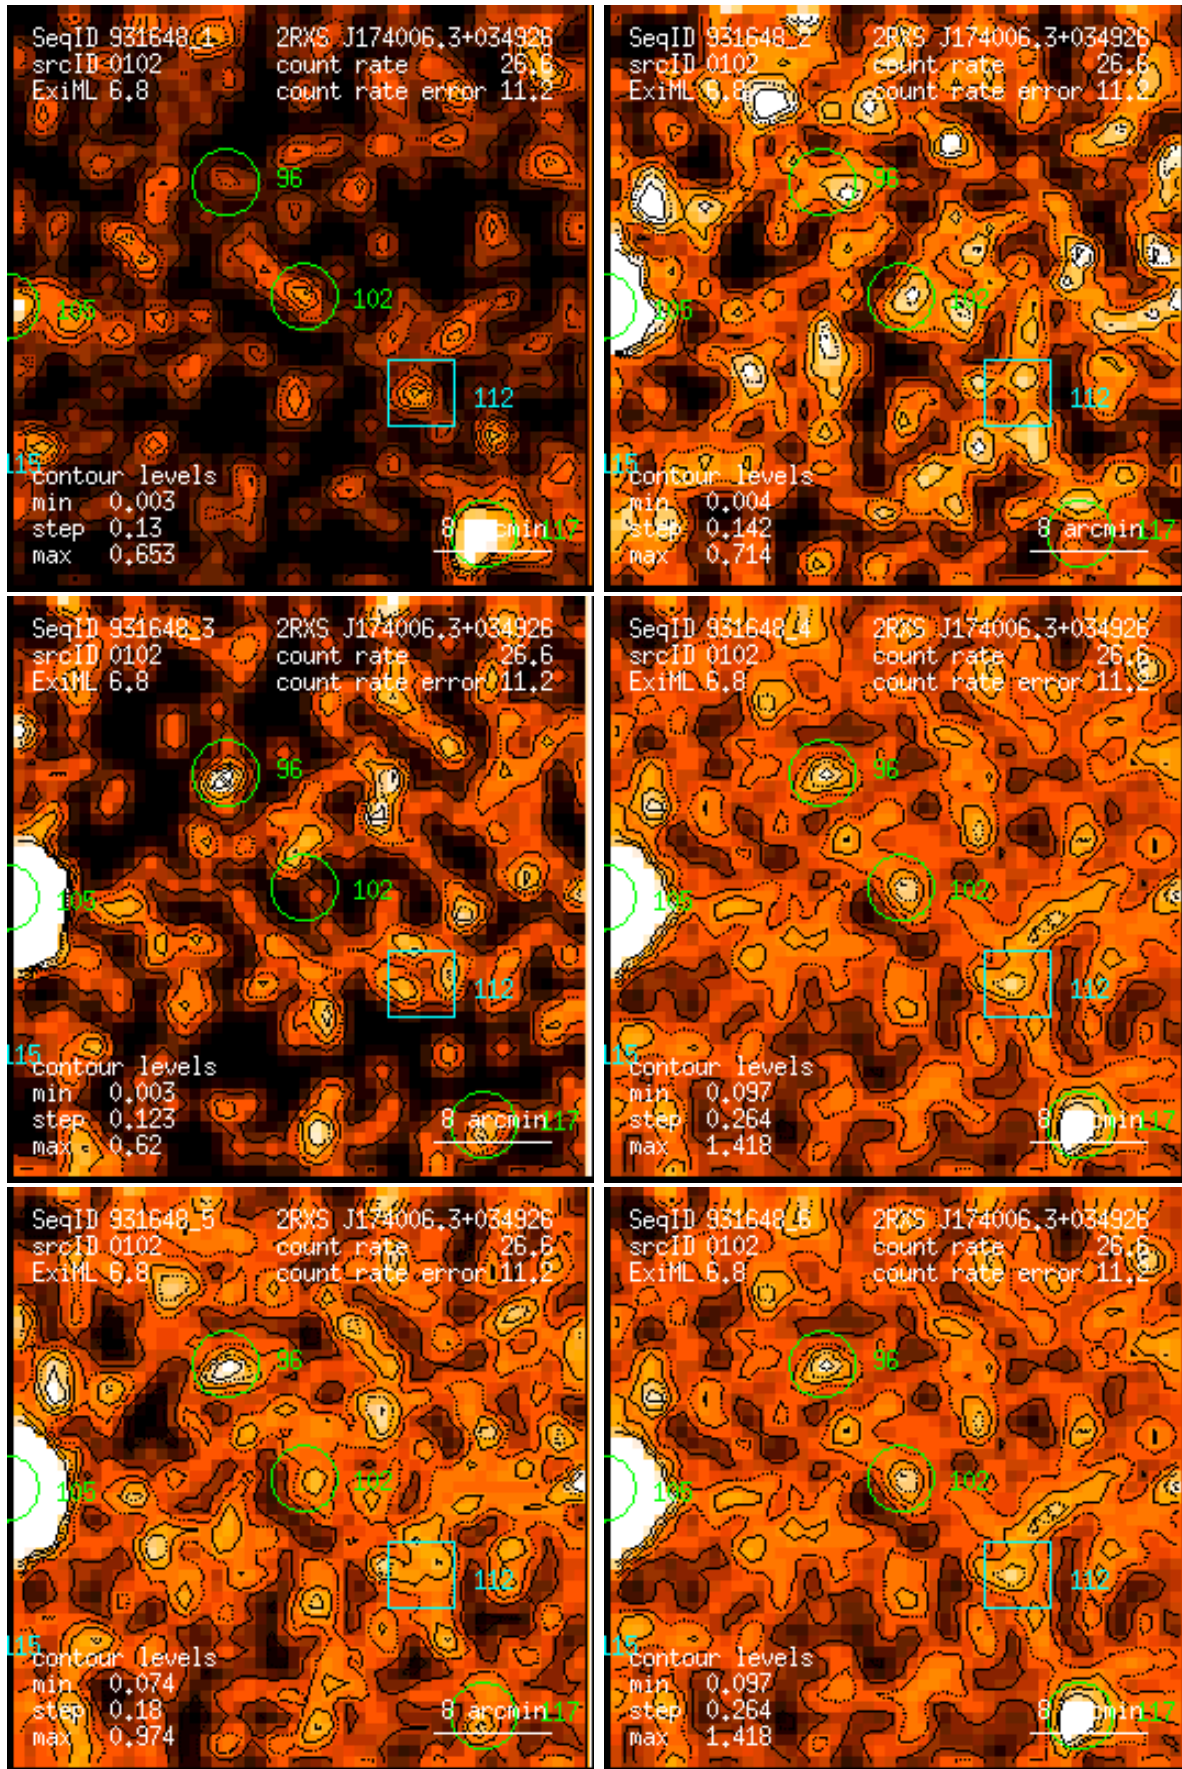 SeqID 931648_1 2RXS J174006.3+034926
srcID 0102 count rate 26.6
ExiML 6.8 count rate error 11.2
96
105
102
112
115
contour levels
min 0.003
step 0.13 8 arcmin 117
max 0.653
SeqID 931648_2 2RXS J174006.3+034926
srcID 0102 count rate 26.6
ExiML 6.8 count rate error 11.2
96
105
102
112
115
contour levels
min 0.004
step 0.142 8 arcmin 117
max 0.714
SeqID 931648_3 2RXS J174006.3+034926
srcID 0102 count rate 26.6
ExiML 6.8 count rate error 11.2
96
105
102
112
115
contour levels
min 0.003
step 0.123 8 arcmin 117
max 0.62
SeqID 931648_4 2RXS J174006.3+034926
srcID 0102 count rate 26.6
ExiML 6.8 count rate error 11.2
96
105
102
112
115
contour levels
min 0.097
step 0.264 8 arcmin 117
max 1.418
SeqID 931648_5 2RXS J174006.3+034926
srcID 0102 count rate 26.6
ExiML 6.8 count rate error 11.2
96
105
102
112
115
contour levels
min 0.074
step 0.18 8 arcmin 117
max 0.974
SeqID 931648_6 2RXS J174006.3+034926
srcID 0102 count rate 26.6
ExiML 6.8 count rate error 11.2
96
105
102
112
115
contour levels
min 0.097
step 0.264 8 arcmin 117
max 1.418